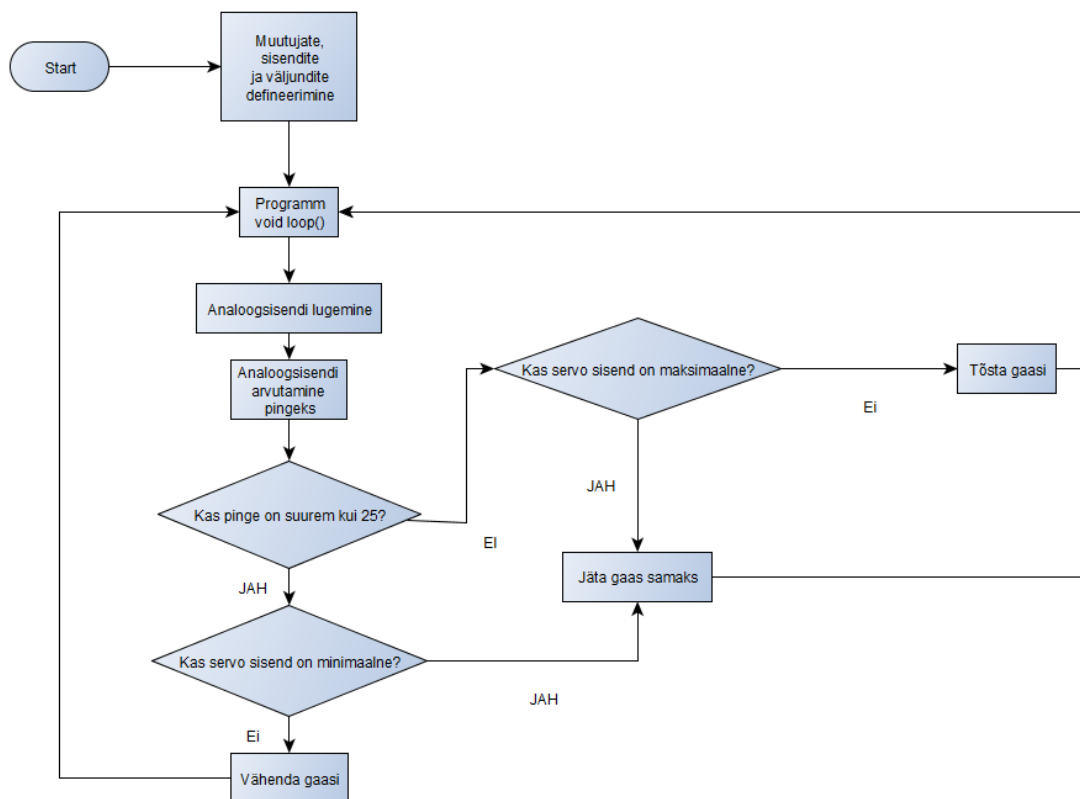 Start
Muutujate,
sisendite
ja väljundite
defineerimine
Programm
void loop()
Analoogsisendi lugemine
Analoogsisendi
arvutamine
pingeks
Kas servo sisend on maksimaalne?
Ei
Tõsta gaasi
JAH
Kas pinge on suurem kui 25?
EI
JAH
Jäta gaas samaks
Kas servo sisend on minimaalne?
JAH
Ei
Vähenda gaasi